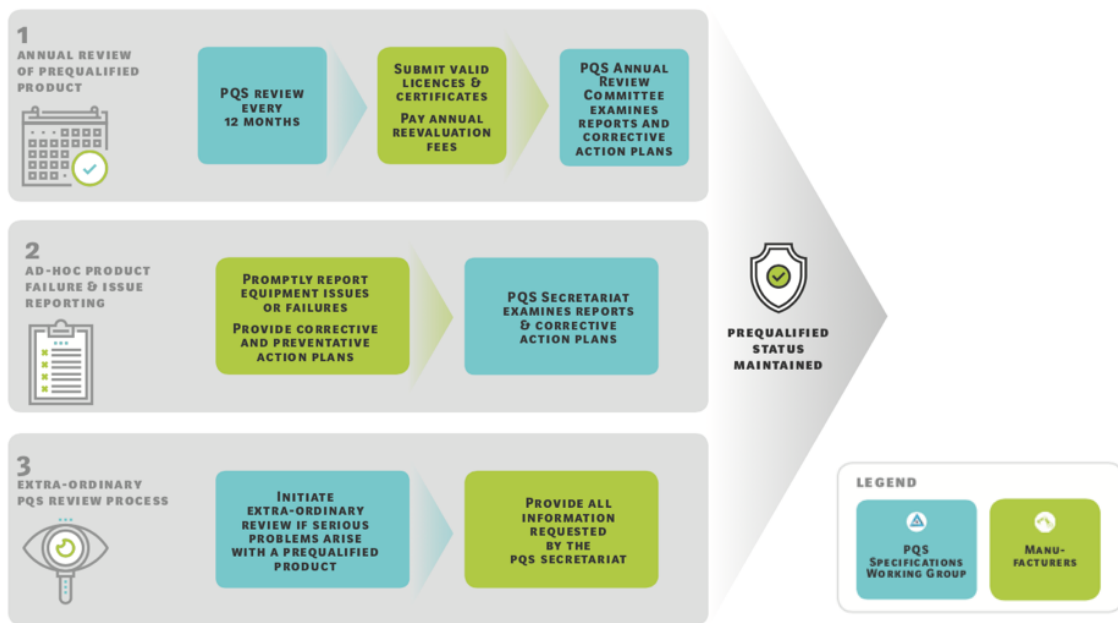 1
ANNUAL REVIEW
OF PREQUALIFIED
PRODUCT
PQS REVIEW
EVERY
12 MONTHS
SUBMIT VALID
LICENCES &
CERTIFICATES
PAY ANNUAL
REEVALUATION
FEES
PQS ANNUAL
REVIEW
COMMITTEE
EXAMINES
REPORTS AND
CORRECTIVE
ACTION PLANS
2
AD-HOC PRODUCT
FAILURE & ISSUE
REPORTING
PROMPTLY REPORT
EQUIPMENT ISSUES
OR FAILURES
PROVIDE CORRECTIVE
AND PREVENTATIVE
ACTION PLANS
PQS SECRETARIAT
EXAMINES REPORTS
& CORRECTIVE
ACTION PLANS
3
EXTRA-ORDINARY
PQS REVIEW PROCESS
INITIATE
EXTRA-ORDINARY
REVIEW IF SERIOUS
PROBLEMS ARISE
WITH A PREQUALIFIED
PRODUCT
PROVIDE ALL
INFORMATION
REQUESTED
BY THE
PQS SECRETARIAT
PREQUALIFIED
STATUS
MAINTAINED
LEGEND
PQS
SPECIFICATIONS
WORKING GROUP
MANU-
FACTURERS